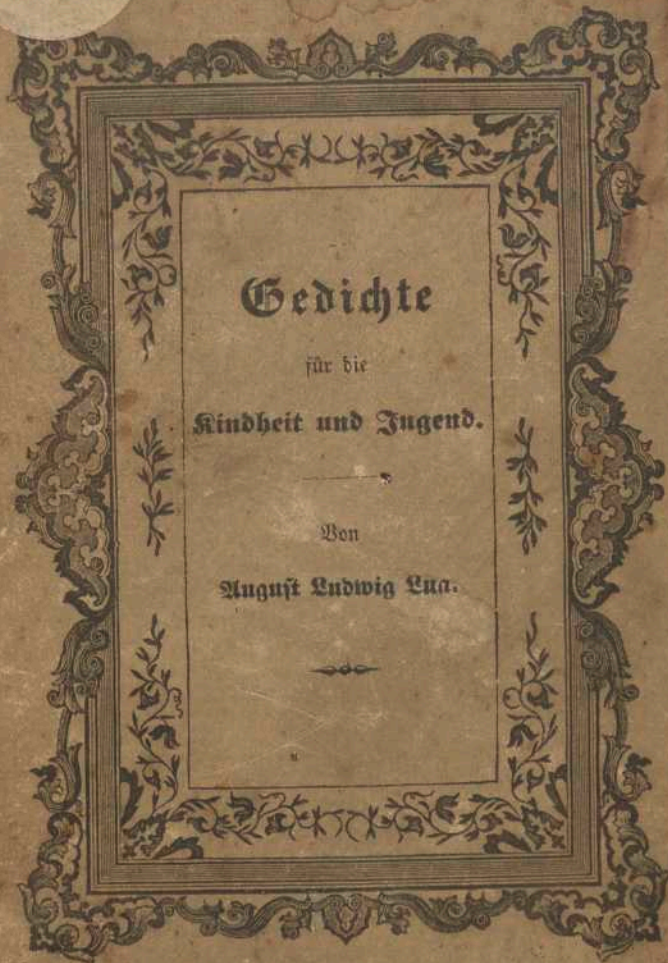 Gedichte
für die
Kindheit und Jugend.
Von
August Ludwig Lua.